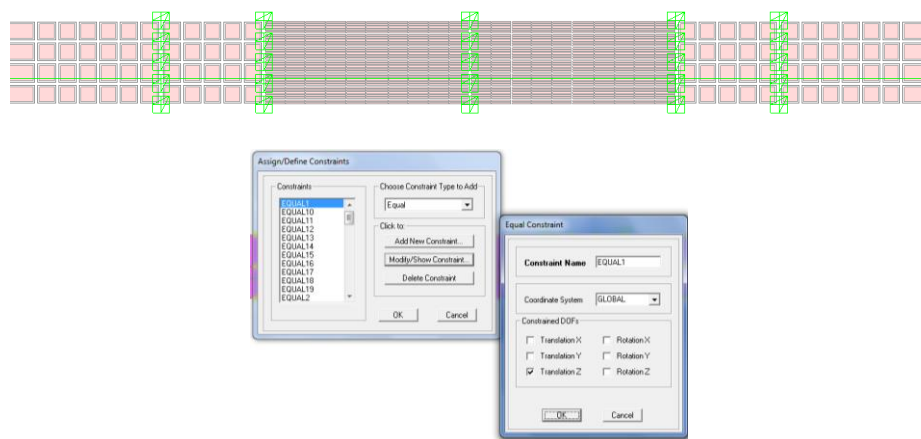 Assign/Define Constraints
Constraints
EQUAL1
EQUAL10
EQUAL11
EQUAL12
EQUAL13
EQUAL14
EQUAL15
EQUAL16
EQUAL17
EQUAL18
EQUAL19
EQUAL2
Choose Constraint Type to Add
Equal
Click to:
Add New Constraint...
Modify/Show Constraint...
Delete Constraint
OK
Cancel
Equal Constraint
Constraint Name
EQUAL1
Coordinate System
GLOBAL
Constrained DOFs
Translation X
Rotation X
Translation Y
Rotation Y
Translation Z
Rotation Z
OK
Cancel